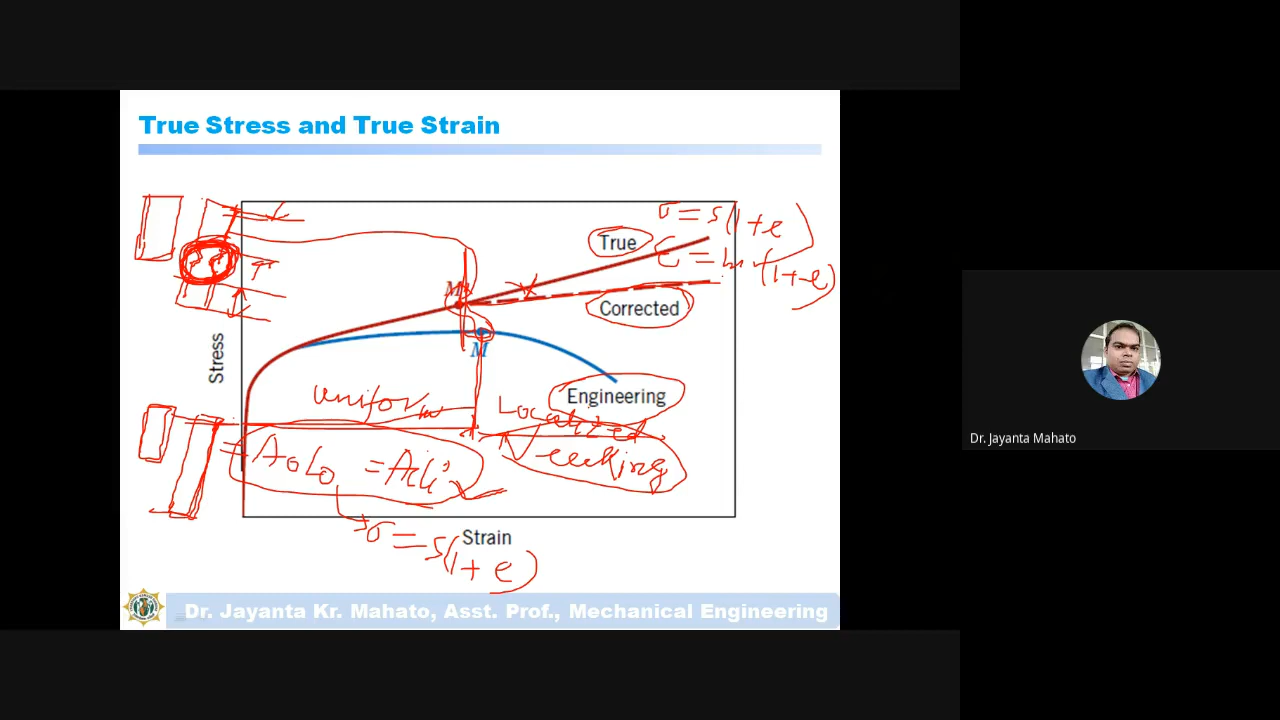 True Stress and True Strain
σ = s(1+e)
True
ε = ln(1+e)
T
M'
Corrected
M
Stress
Engineering
uniform
Localized
Necking
= A₀L₀ = AᵢLᵢ
σ = s(1+e)
Strain
Dr. Jayanta Kr. Mahato, Asst. Prof., Mechanical Engineering
Dr. Jayanta Mahato